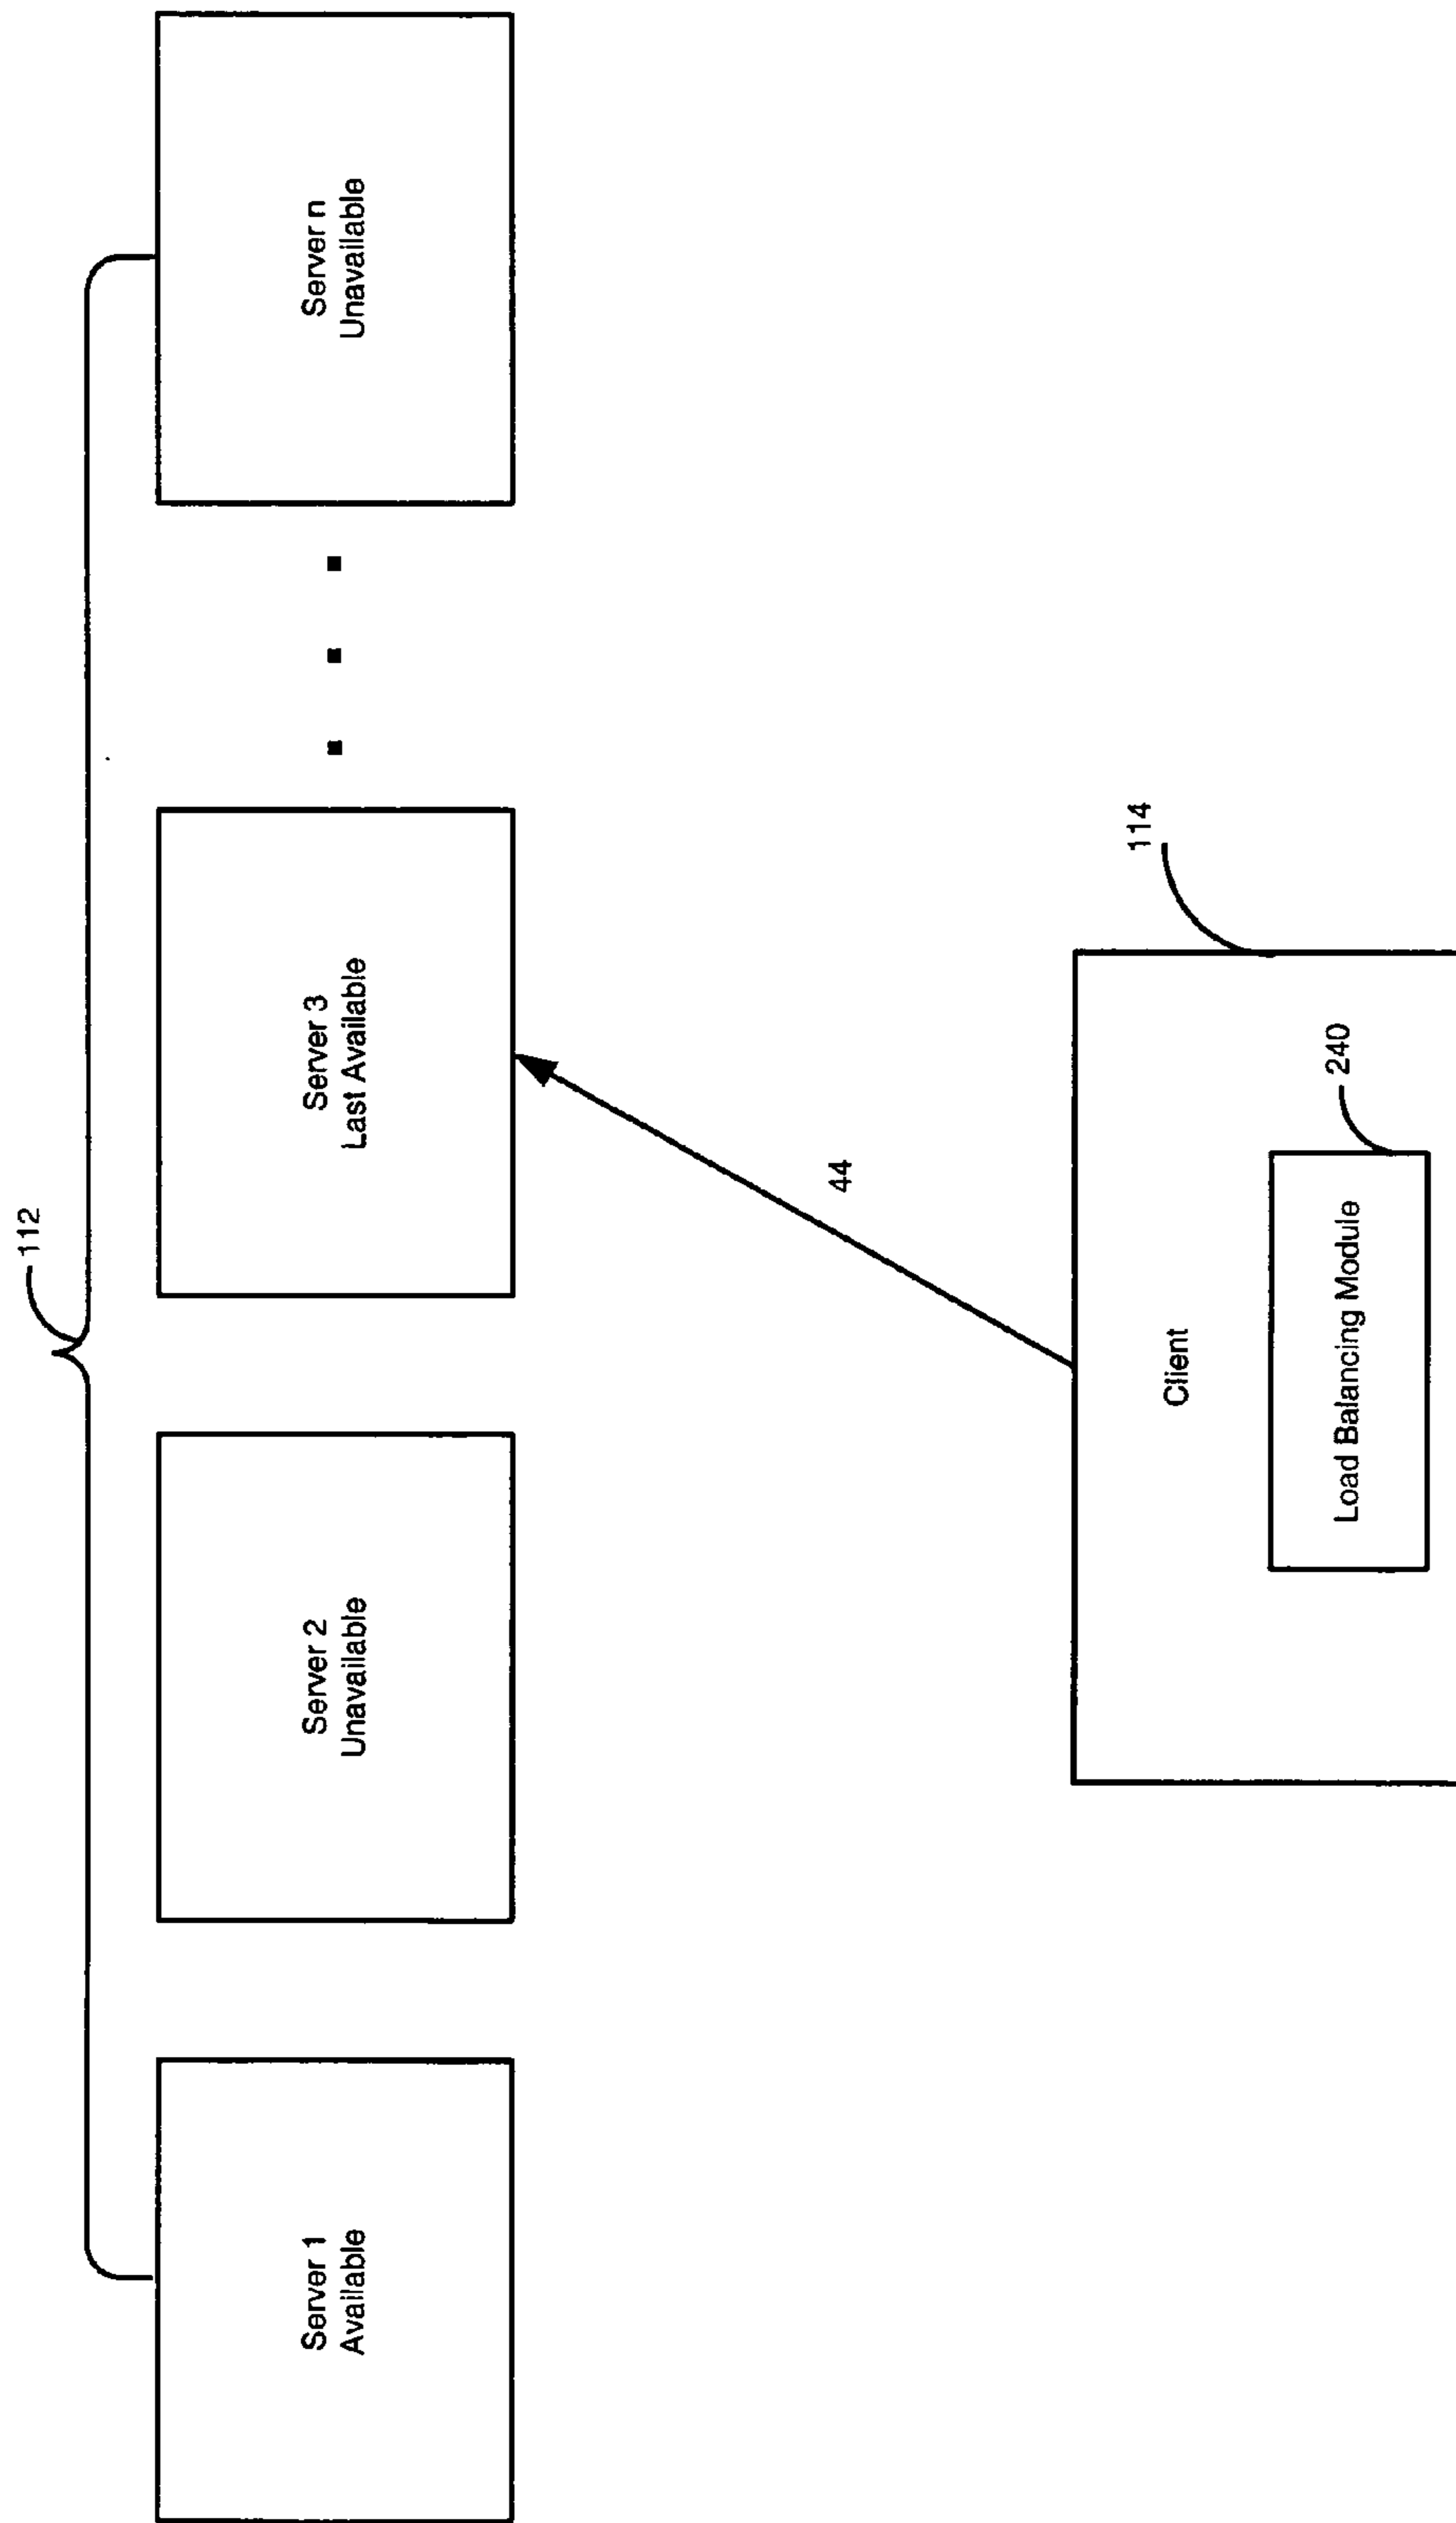 112
Server 1
Available
Server 2
Unavailable
Server 3
Last Available
Server n
Unavailable
44
114
Client
240
Load Balancing Module